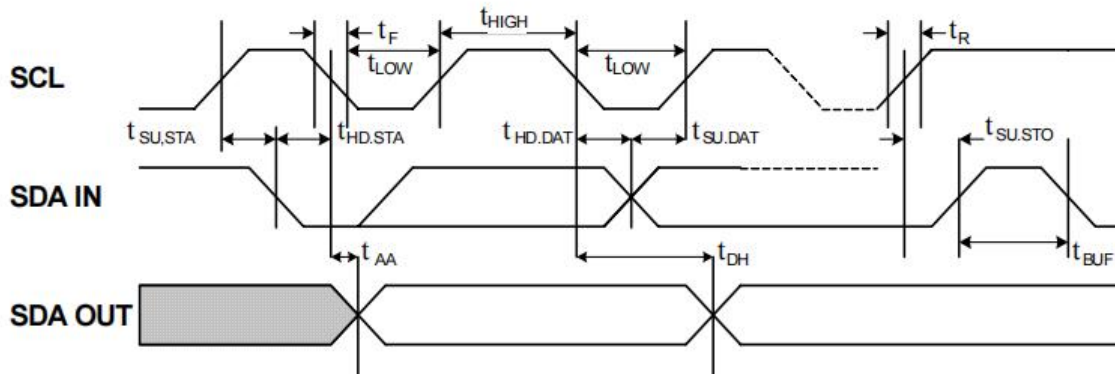 tHIGH
tF
tR
tLOW
tLOW
SCL
tSU,STA
tHD.STA
tHD.DAT
tSU.DAT
tSU.STO
SDA IN
tAA
tDH
tBUF
SDA OUT